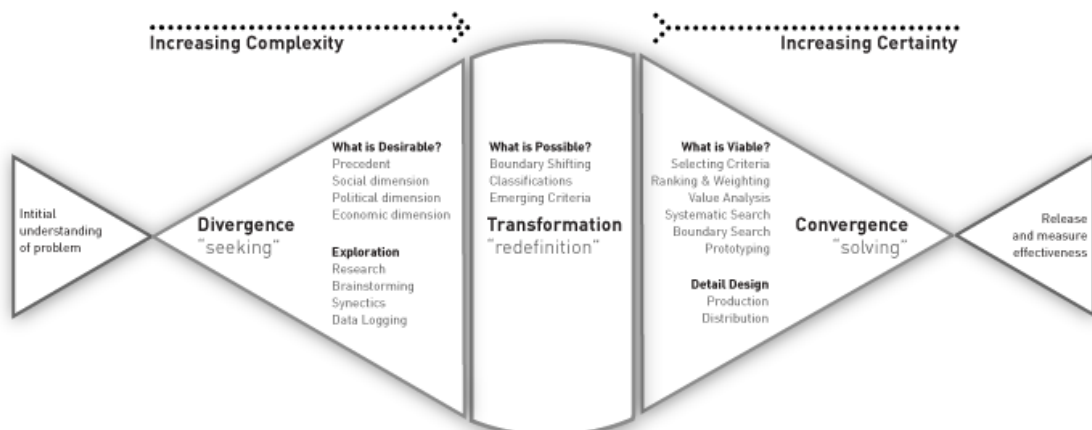 Increasing Complexity
Increasing Certainty
Intitial
understanding
of problem
Divergence
"seeking"
What is Desirable?
Precedent
Social dimension
Political dimension
Economic dimension
Exploration
Research
Brainstorming
Synectics
Data Logging
What is Possible?
Boundary Shifting
Classifications
Emerging Criteria
Transformation
"redefinition"
What is Viable?
Selecting Criteria
Ranking & Weighting
Value Analysis
Systematic Search
Boundary Search
Prototyping
Detail Design
Production
Distribution
Convergence
"solving"
Release
and measure
effectiveness